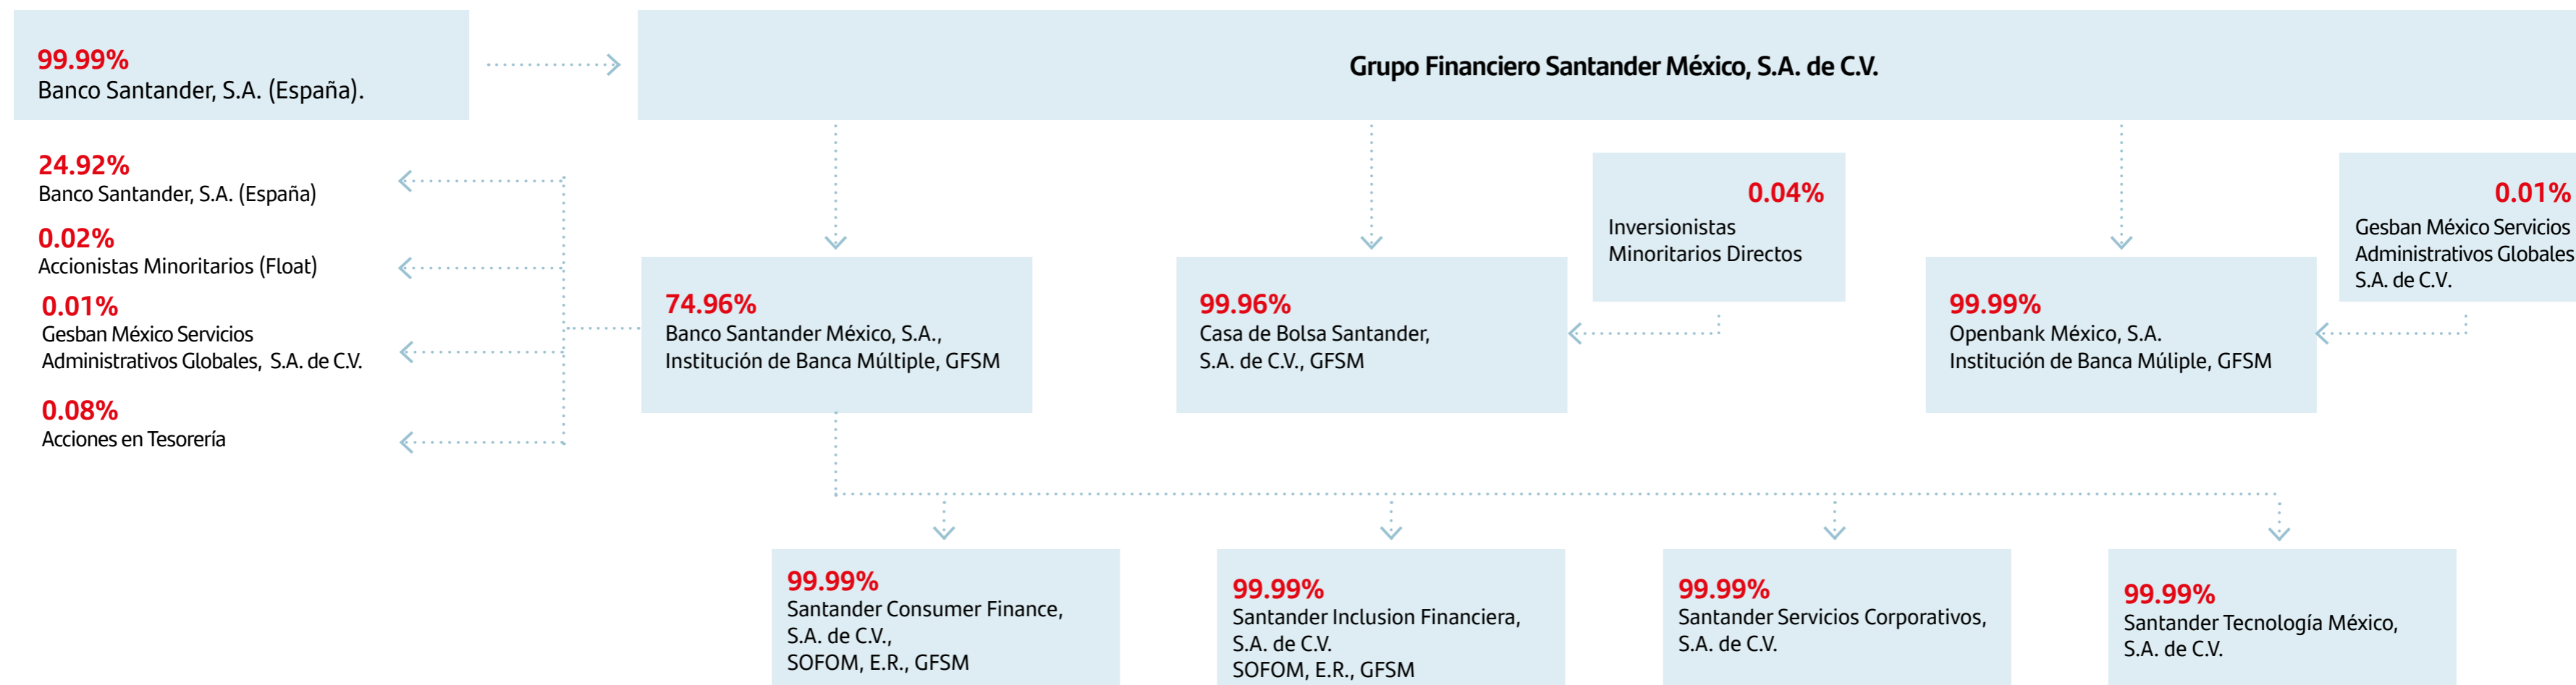 99.99%
Banco Santander, S.A. (España).
Grupo Financiero Santander México, S.A. de C.V.
24.92%
Banco Santander, S.A. (España)
0.02%
Accionistas Minoritarios (Float)
0.01%
Gesban México Servicios
Administrativos Globales, S.A. de C.V.
0.08%
Acciones en Tesorería
74.96%
Banco Santander México, S.A.,
Institución de Banca Múltiple, GFSM
99.96%
Casa de Bolsa Santander,
S.A. de C.V., GFSM
0.04%
Inversionistas
Minoritarios Directos
99.99%
Openbank México, S.A.
Institución de Banca Múliple, GFSM
0.01%
Gesban México Servicios
Administrativos Globales
S.A. de C.V.
99.99%
Santander Consumer Finance,
S.A. de C.V.,
SOFOM, E.R., GFSM
99.99%
Santander Inclusion Financiera,
S.A. de C.V.
SOFOM, E.R., GFSM
99.99%
Santander Servicios Corporativos,
S.A. de C.V.
99.99%
Santander Tecnología México,
S.A. de C.V.